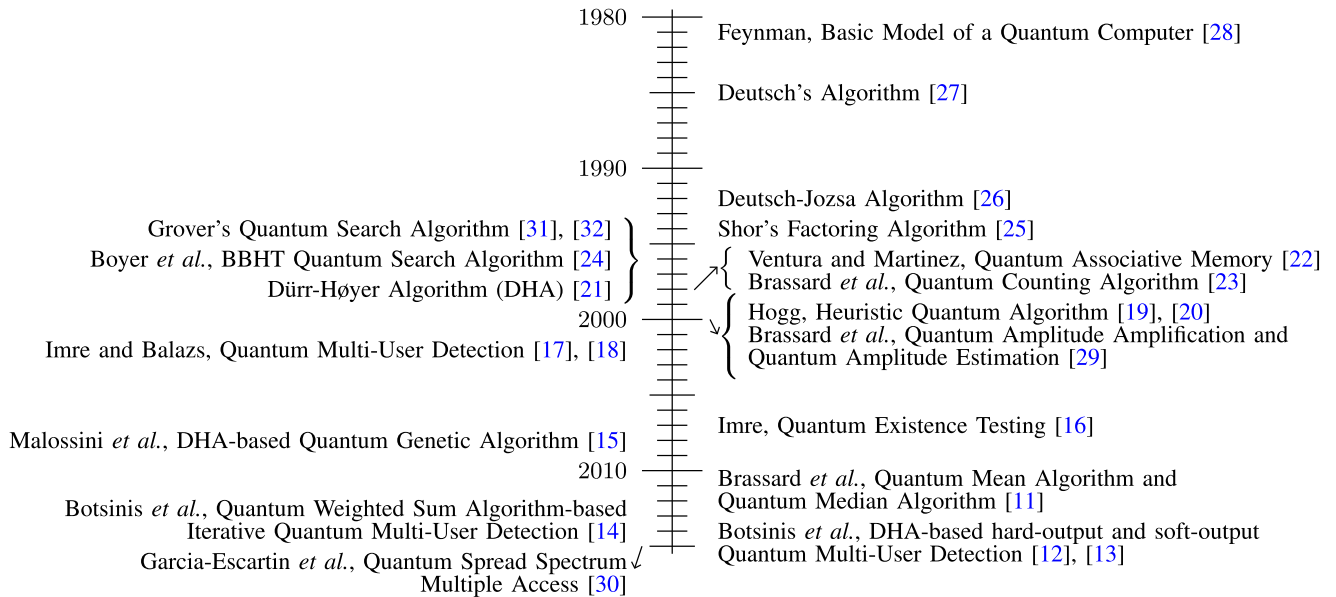 1980
Feynman, Basic Model of a Quantum Computer [28]
Deutsch's Algorithm [27]
1990
Deutsch-Jozsa Algorithm [26]
Grover's Quantum Search Algorithm [31], [32]
Shor's Factoring Algorithm [25]
Boyer et al., BBHT Quantum Search Algorithm [24]
Ventura and Martinez, Quantum Associative Memory [22]
Brassard et al., Quantum Counting Algorithm [23]
Dürr-Høyer Algorithm (DHA) [21]
Hogg, Heuristic Quantum Algorithm [19], [20]
2000
Brassard et al., Quantum Amplitude Amplification and
Quantum Amplitude Estimation [29]
Imre and Balazs, Quantum Multi-User Detection [17], [18]
Imre, Quantum Existence Testing [16]
Malossini et al., DHA-based Quantum Genetic Algorithm [15]
2010
Brassard et al., Quantum Mean Algorithm and
Quantum Median Algorithm [11]
Botsinis et al., Quantum Weighted Sum Algorithm-based
Iterative Quantum Multi-User Detection [14]
Botsinis et al., DHA-based hard-output and soft-output
Quantum Multi-User Detection [12], [13]
Garcia-Escartin et al., Quantum Spread Spectrum
Multiple Access [30]